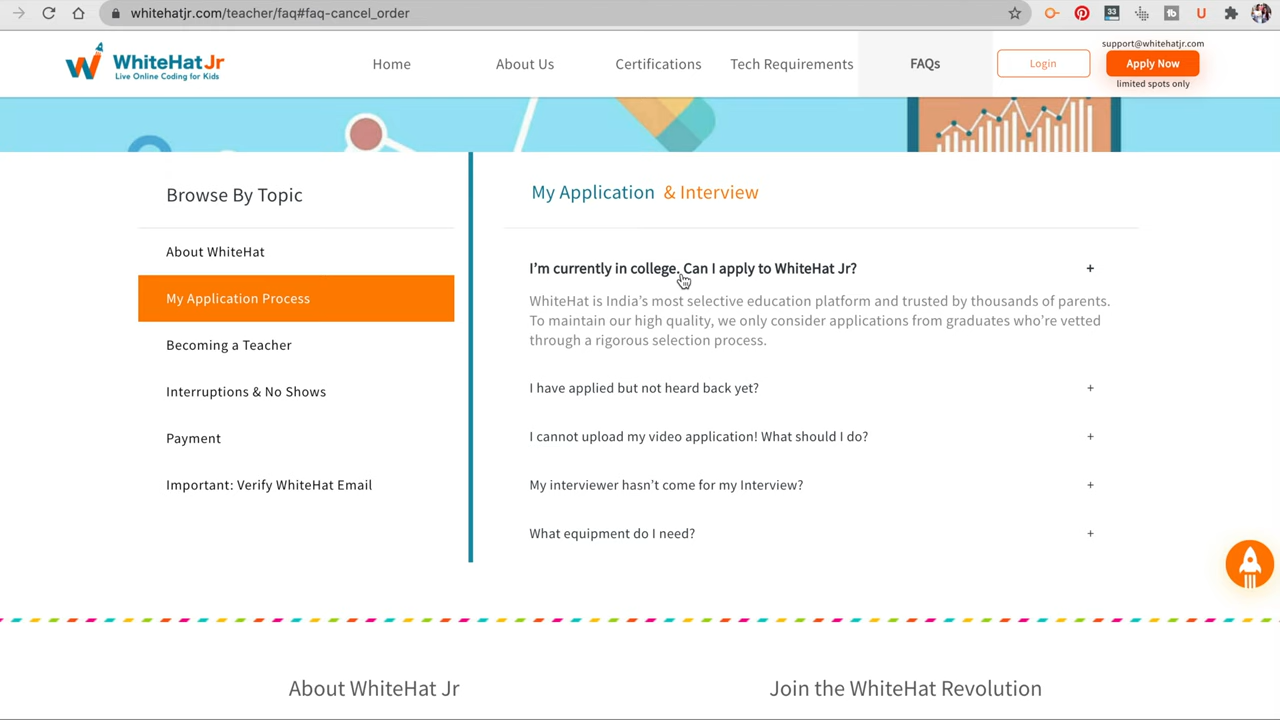 whitehatjr.com/teacher/faq#faq-cancel_order
33
tb
U
WhiteHat Jr
Live Online Coding for Kids
Home
About Us
Certifications
Tech Requirements
FAQs
Login
support@whitehatjr.com
Apply Now
limited spots only
Browse By Topic
About WhiteHat
My Application Process
Becoming a Teacher
Interruptions & No Shows
Payment
Important: Verify WhiteHat Email
My Application & Interview
I'm currently in college. Can I apply to WhiteHat Jr?
+
WhiteHat is India's most selective education platform and trusted by thousands of parents.
To maintain our high quality, we only consider applications from graduates who're vetted
through a rigorous selection process.
I have applied but not heard back yet?
+
I cannot upload my video application! What should I do?
+
My interviewer hasn't come for my Interview?
+
What equipment do I need?
+
About WhiteHat Jr
Join the WhiteHat Revolution